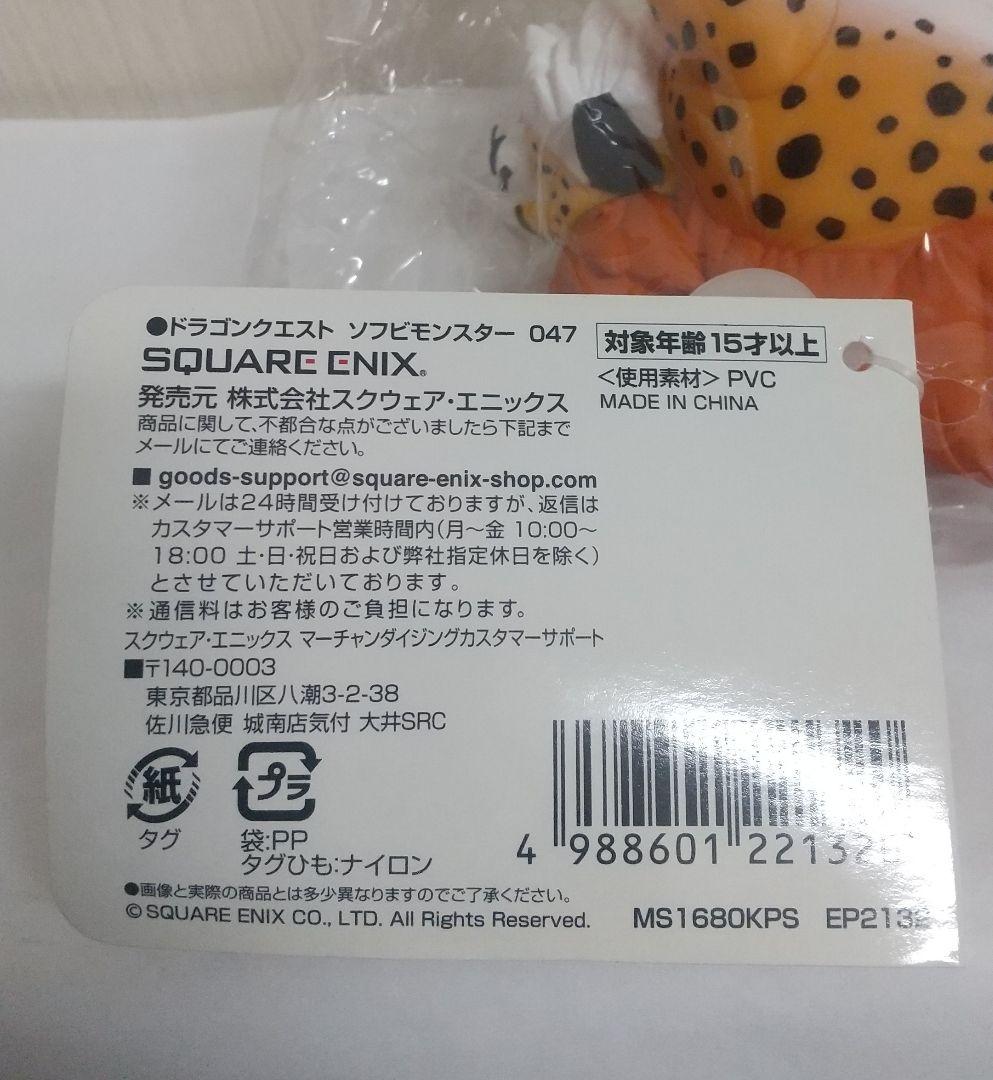 ●ドラゴンクエスト ソフビモンスター 047
SQUARE ENIX®
発売元 株式会社スクウェア・エニックス
商品に関して、不都合な点がございましたら下記まで
メールにてご連絡ください。
■ goods-support@square-enix-shop.com
※メールは24時間受け付けておりますが、返信は
カスタマーサポート営業時間内(月～金 10:00～
18:00 土・日・祝日および弊社指定休日を除く)
とさせていただいております。
※通信料はお客様のご負担になります。
スクウェア・エニックス マーチャンダイジングカスタマーサポート
■〒140-0003
東京都品川区八潮3-2-38
佐川急便 城南店気付 大井SRC
対象年齢15才以上
＜使用素材＞PVC
MADE IN CHINA
紙
タグ
プラ
袋:PP
タグひも:ナイロン
4 988601 22132
●画像と実際の商品とは多少異なりますのでご了承ください。
© SQUARE ENIX CO., LTD. All Rights Reserved.
MS1680KPS EP2132